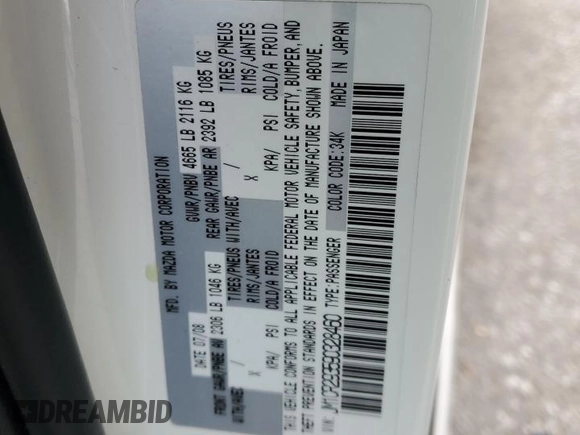 MFD. BY MAZDA MOTOR CORPORATION
DATE 07/08 GVWR/PNBV 4665 LB 2116 KG
FRONT GAWR/PNBE AV 2306 LB 1046 KG REAR GAWR/PNBE AR 2392 LB 1085 KG
WITH/AVEC TIRES/PNEUS WITH/AVEC / TIRES/PNEUS
X RIMS/JANTES X RIMS/JANTES
KPA/ PSI COLD/A FROID KPA/ PSI COLD/A FROID
THIS VEHICLE CONFORMS TO ALL APPLICABLE FEDERAL MOTOR VEHICLE SAFETY, BUMPER, AND
THEFT PREVENTION STANDARDS IN EFFECT ON THE DATE OF MANUFACTURE SHOWN ABOVE.
TYPE:PASSENGER COLOR CODE:34K MADE IN JAPAN
DREAMBID